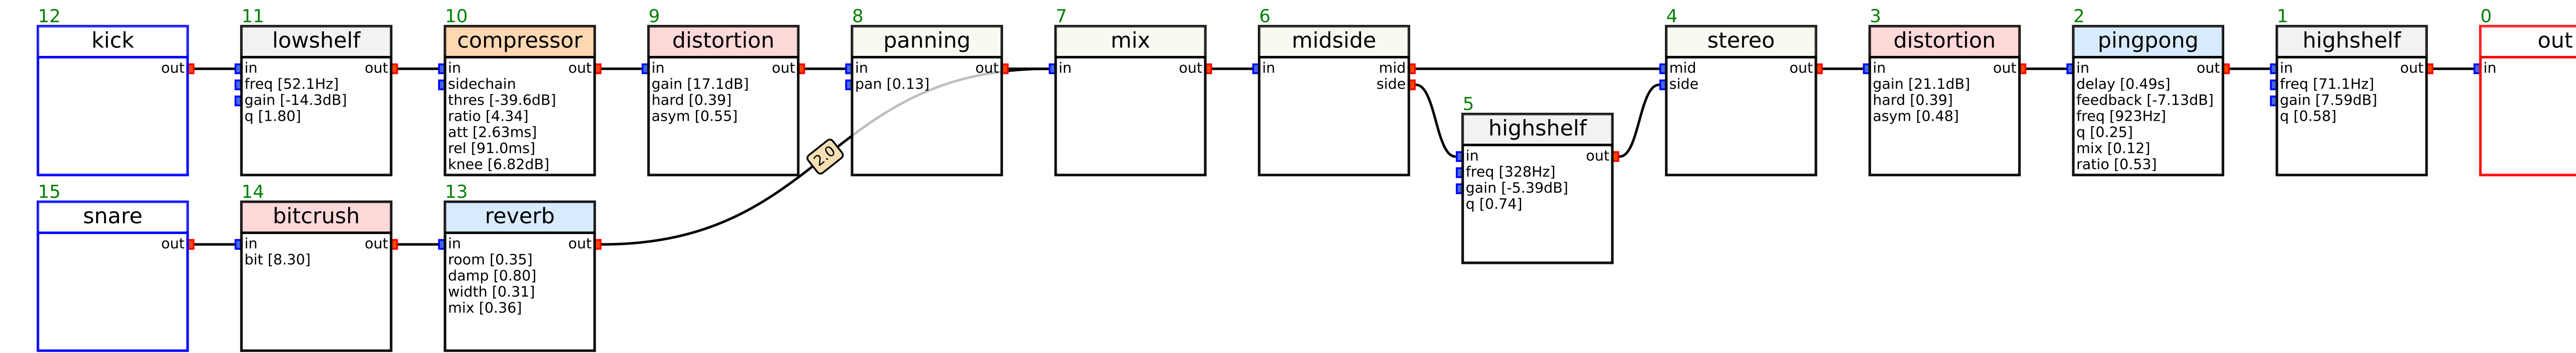 12
kick
out
11
lowshelf
in out
freq [52.1Hz]
gain [-14.3dB]
q [1.80]
10
compressor
in out
sidechain
thres [-39.6dB]
ratio [4.34]
att [2.63ms]
rel [91.0ms]
knee [6.82dB]
9
distortion
in out
gain [17.1dB]
hard [0.39]
asym [0.55]
8
panning
in out
pan [0.13]
2.0
7
mix
in out
6
midside
in mid
side
5
highshelf
in out
freq [328Hz]
gain [-5.39dB]
q [0.74]
4
stereo
mid out
side
3
distortion
in out
gain [21.1dB]
hard [0.39]
asym [0.48]
2
pingpong
in out
delay [0.49s]
feedback [-7.13dB]
freq [923Hz]
q [0.25]
mix [0.12]
ratio [0.53]
1
highshelf
in out
freq [71.1Hz]
gain [7.59dB]
q [0.58]
0
out
in
15
snare
out
14
bitcrush
in out
bit [8.30]
13
reverb
in out
room [0.35]
damp [0.80]
width [0.31]
mix [0.36]